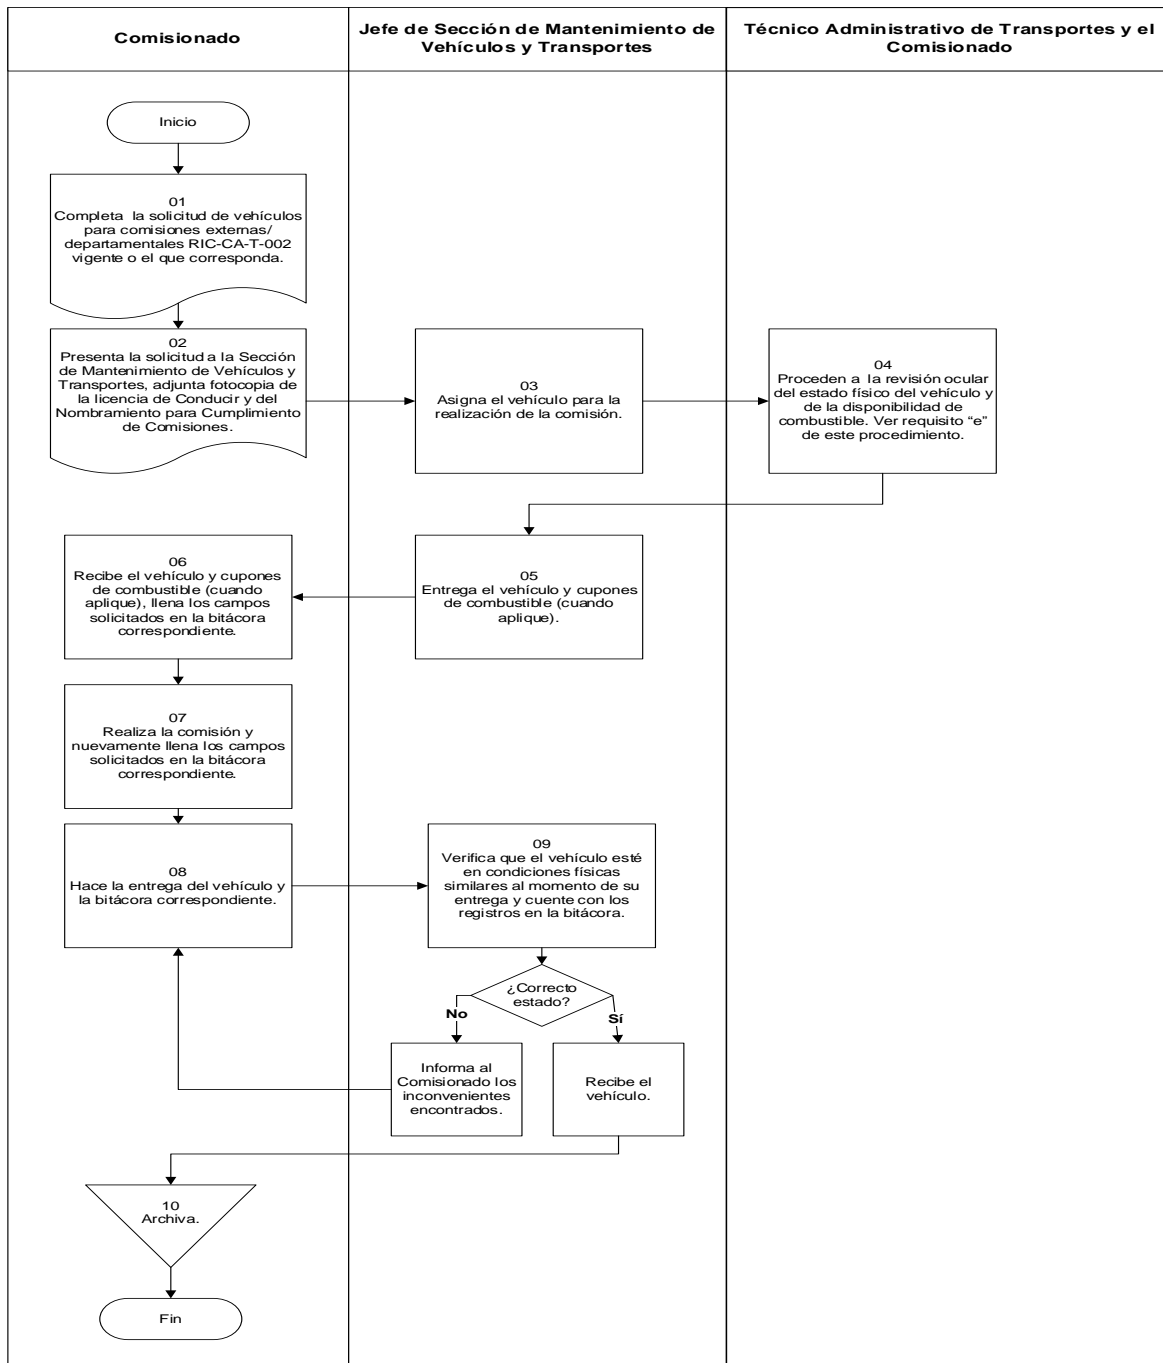 Comisionado
Jefe de Sección de Mantenimiento de
Vehículos y Transportes
Técnico Administrativo de Transportes y el
Comisionado
Inicio
01
Completa la solicitud de vehículos
para comisiones externas/
departamentales RIC-CA-T-002
vigente o el que corresponda.
02
Presenta la solicitud a la Sección
de Mantenimiento de Vehículos y
Transportes, adjunta fotocopia de
la licencia de Conducir y del
Nombramiento para Cumplimiento
de Comisiones.
03
Asigna el vehículo para la
realización de la comisión.
04
Proceden a la revisión ocular
del estado físico del vehículo y
de la disponibilidad de
combustible. Ver requisito “e”
de este procedimiento.
05
Entrega el vehículo y cupones
de combustible (cuando
aplique).
06
Recibe el vehículo y cupones
de combustible (cuando
aplique), llena los campos
solicitados en la bitácora
correspondiente.
07
Realiza la comisión y
nuevamente llena los campos
solicitados en la bitácora
correspondiente.
08
Hace la entrega del vehículo y
la bitácora correspondiente.
09
Verifica que el vehículo esté
en condiciones físicas
similares al momento de su
entrega y cuente con los
registros en la bitácora.
¿Correcto
estado?
No
Sí
Informa al
Comisionado los
inconvenientes
encontrados.
Recibe el
vehículo.
10
Archiva.
Fin